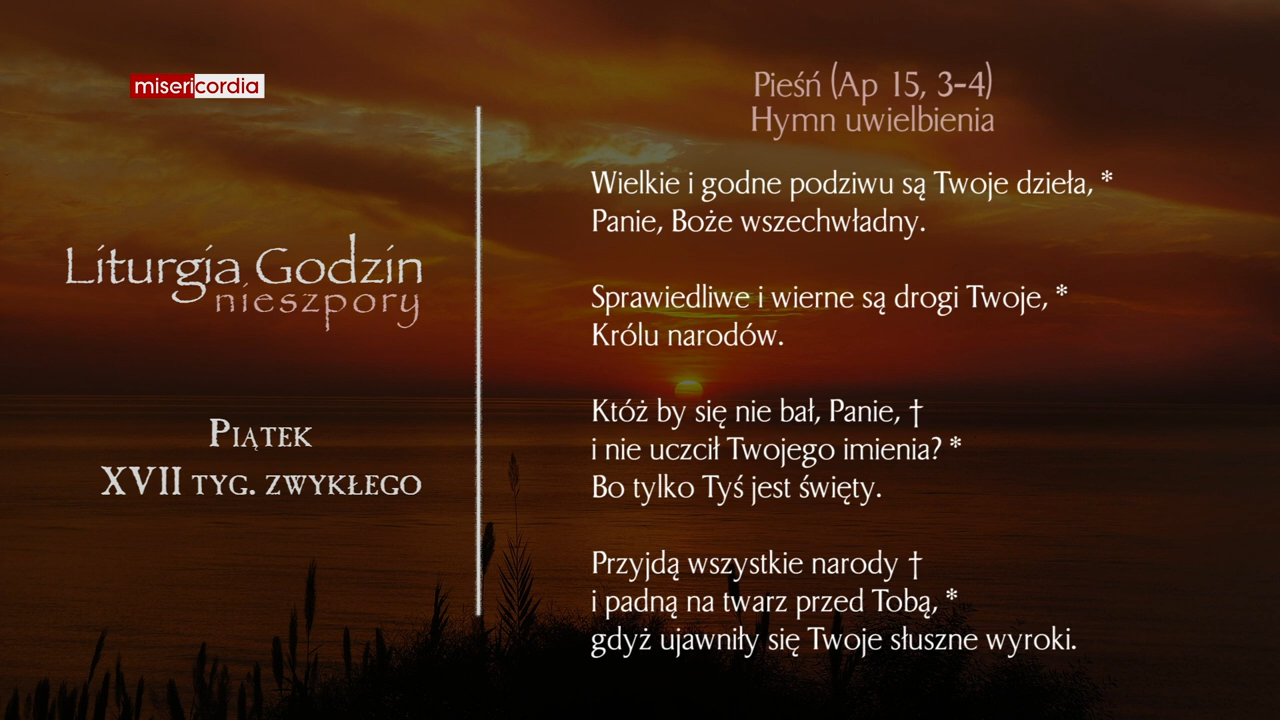 misericordia
Liturgia Godzin
nieszpory
Piątek
XVII tyg. zwykłego
Pieśń (Ap 15, 3-4)
Hymn uwielbienia
Wielkie i godne podziwu są Twoje dzieła, *
Panie, Boże wszechwładny.
Sprawiedliwe i wierne są drogi Twoje, *
Królu narodów.
Któż by się nie bał, Panie, †
i nie uczcił Twojego imienia? *
Bo tylko Tyś jest święty.
Przyjdą wszystkie narody †
i padną na twarz przed Tobą, *
gdyż ujawniły się Twoje słuszne wyroki.